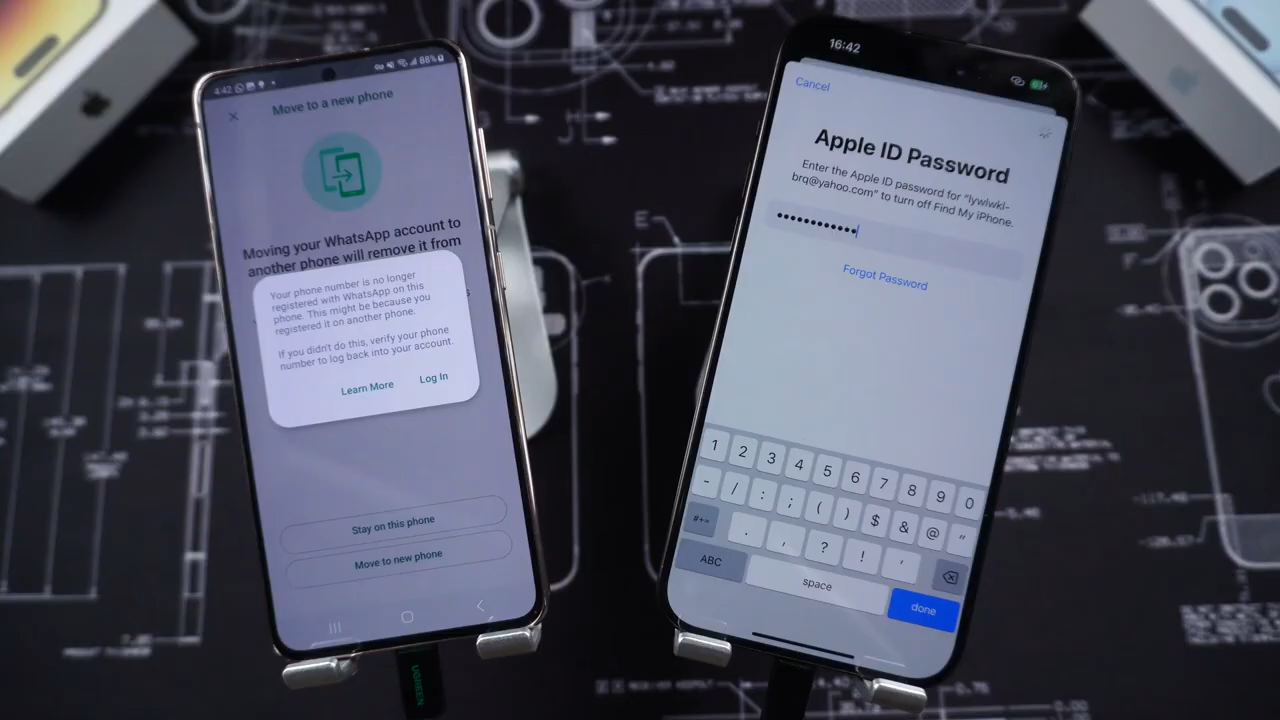 4:42
88%
Move to a new phone
Moving your WhatsApp account to
another phone will remove it from
Your phone number is no longer
registered with WhatsApp on this
phone. This might be because you
registered it on another phone.
If you didn't do this, verify your phone
number to log back into your account.
Learn More
Log In
Stay on this phone
Move to new phone
UGREEN
16:42
Cancel
Apple ID Password
Enter the Apple ID password for "lywlwkl-
brq@yahoo.com" to turn off Find My iPhone.
••••••••••••
Forgot Password
1 2 3 4 5 6 7 8 9 0
- / : ; ( ) $ & @ "
#+= . , ? ! '
ABC space done
E
F
H